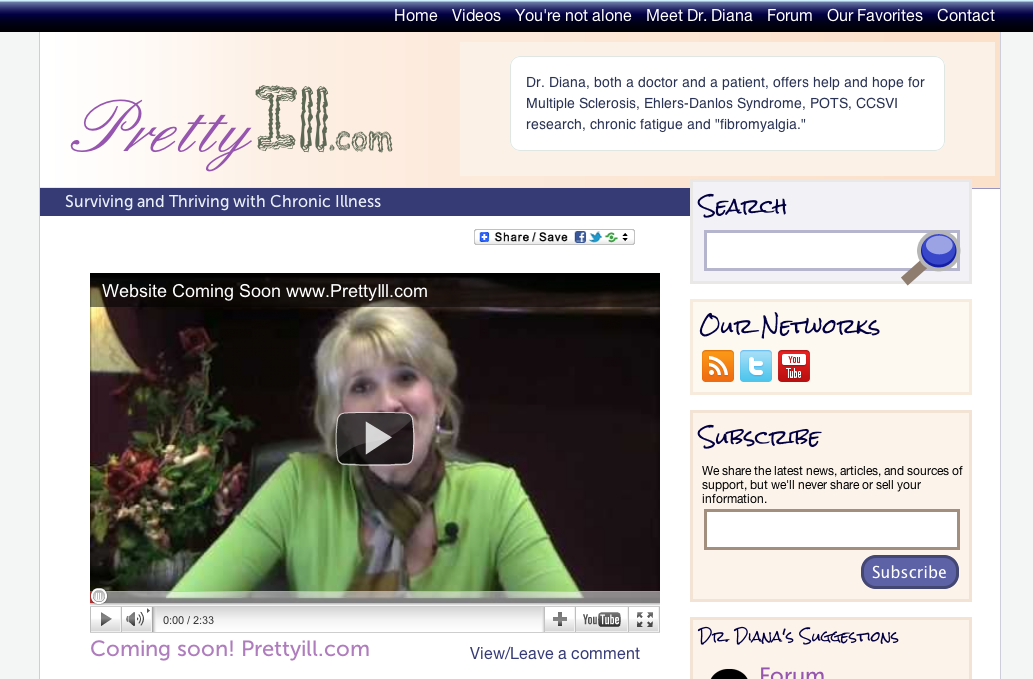 Home Videos You're not alone Meet Dr. Diana Forum Our Favorites Contact
PrettyIll.com
Dr. Diana, both a doctor and a patient, offers help and hope for
Multiple Sclerosis, Ehlers-Danlos Syndrome, POTS, CCSVI
research, chronic fatigue and "fibromyalgia."
Surviving and Thriving with Chronic Illness
Share / Save
Website Coming Soon www.PrettyIll.com
0:00 / 2:33
YouTube
Coming soon! Prettyill.com
View/Leave a comment
Search
Our Networks
You
Tube
Subscribe
We share the latest news, articles, and sources of
support, but we'll never share or sell your
information.
Subscribe
Dr. Diana's Suggestions
Forum